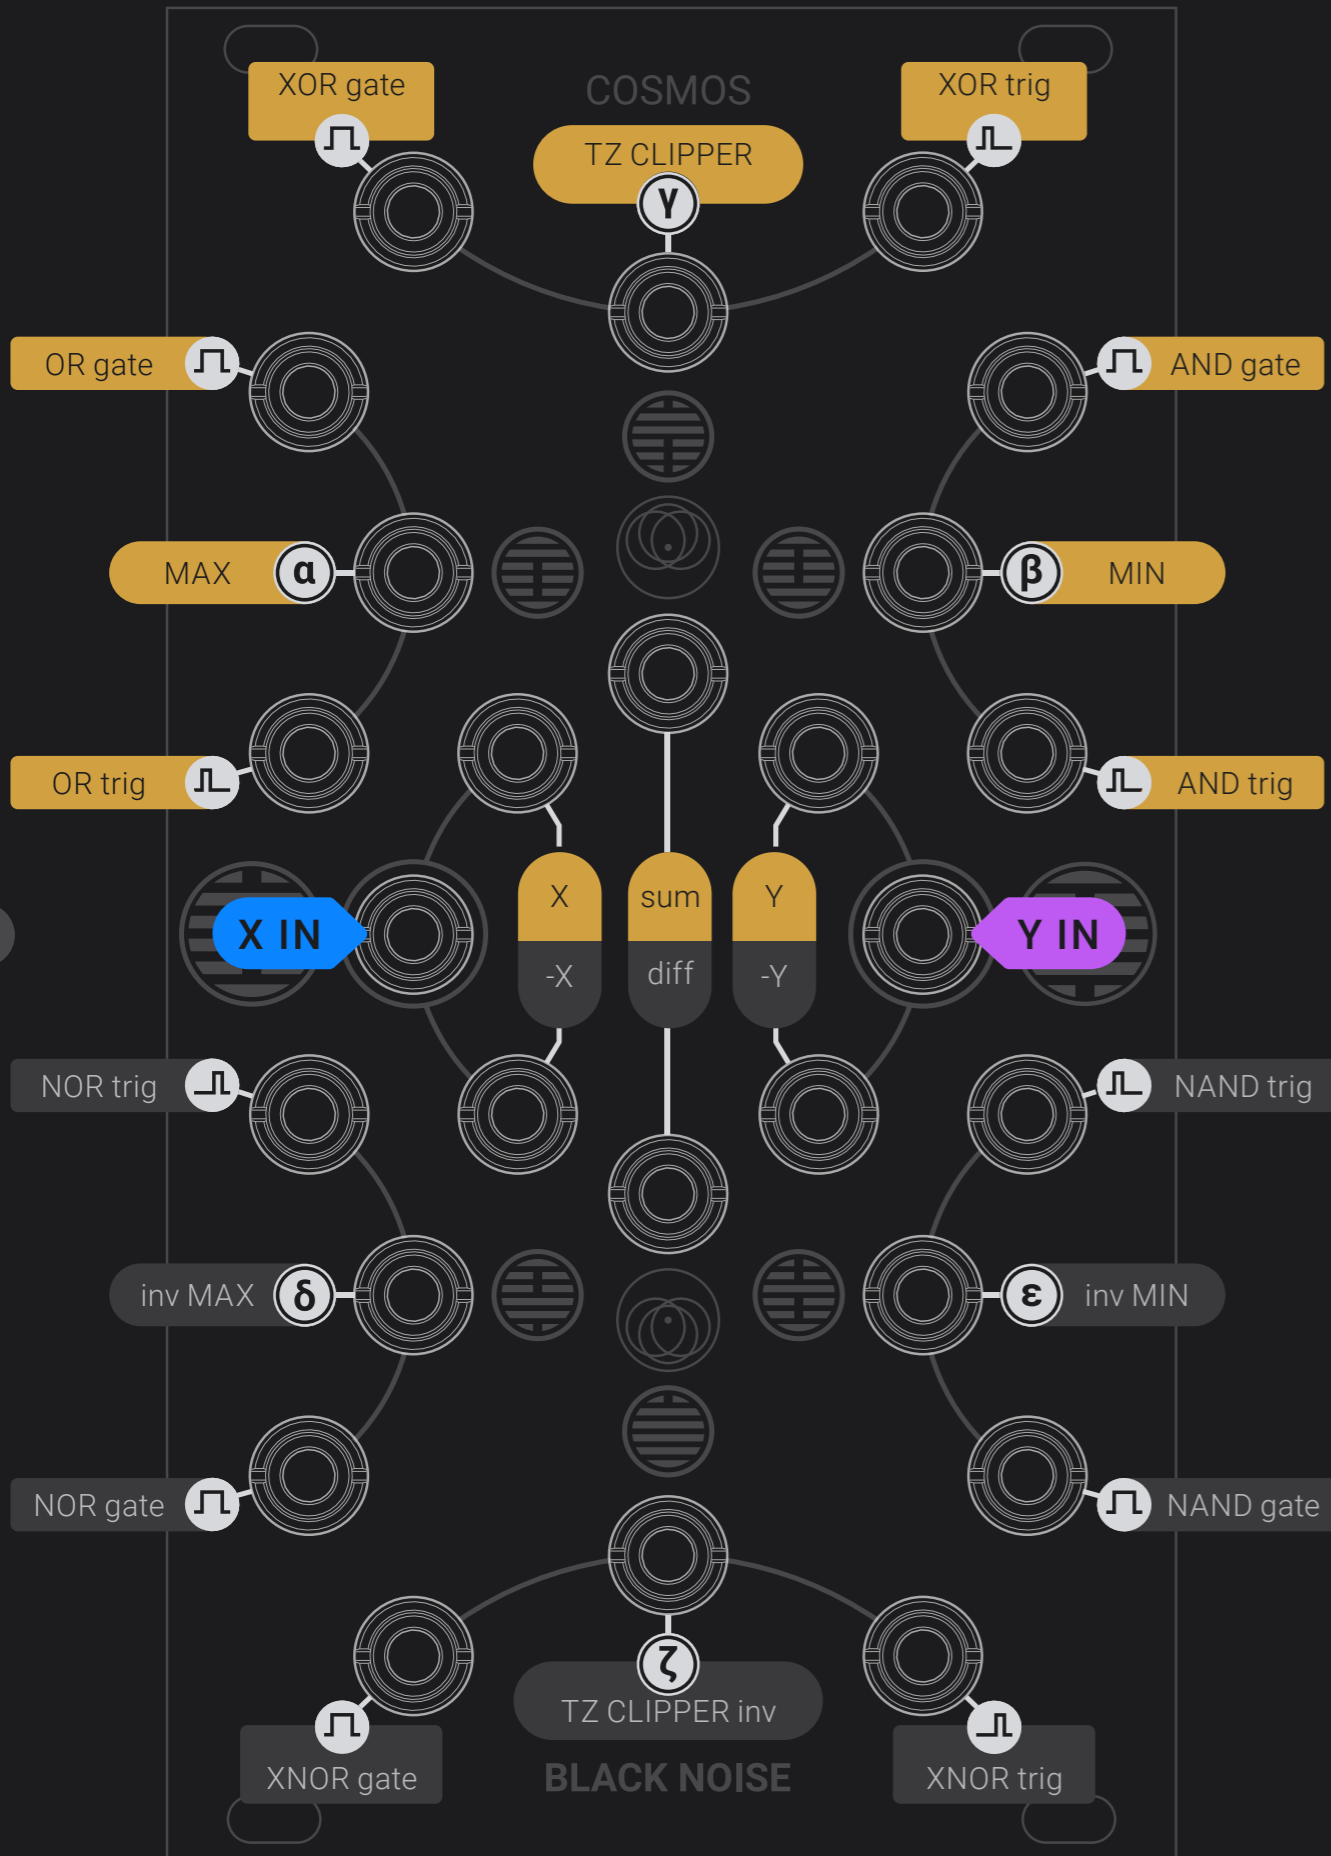 XOR gate
COSMOS
XOR trig
TZ CLIPPER
γ
OR gate
AND gate
MAX
α
β
MIN
OR trig
AND trig
X
sum
Y
X IN
Y IN
-X
diff
-Y
NOR trig
NAND trig
inv MAX
δ
ε
inv MIN
NOR gate
NAND gate
ζ
TZ CLIPPER inv
XNOR gate
BLACK NOISE
XNOR trig